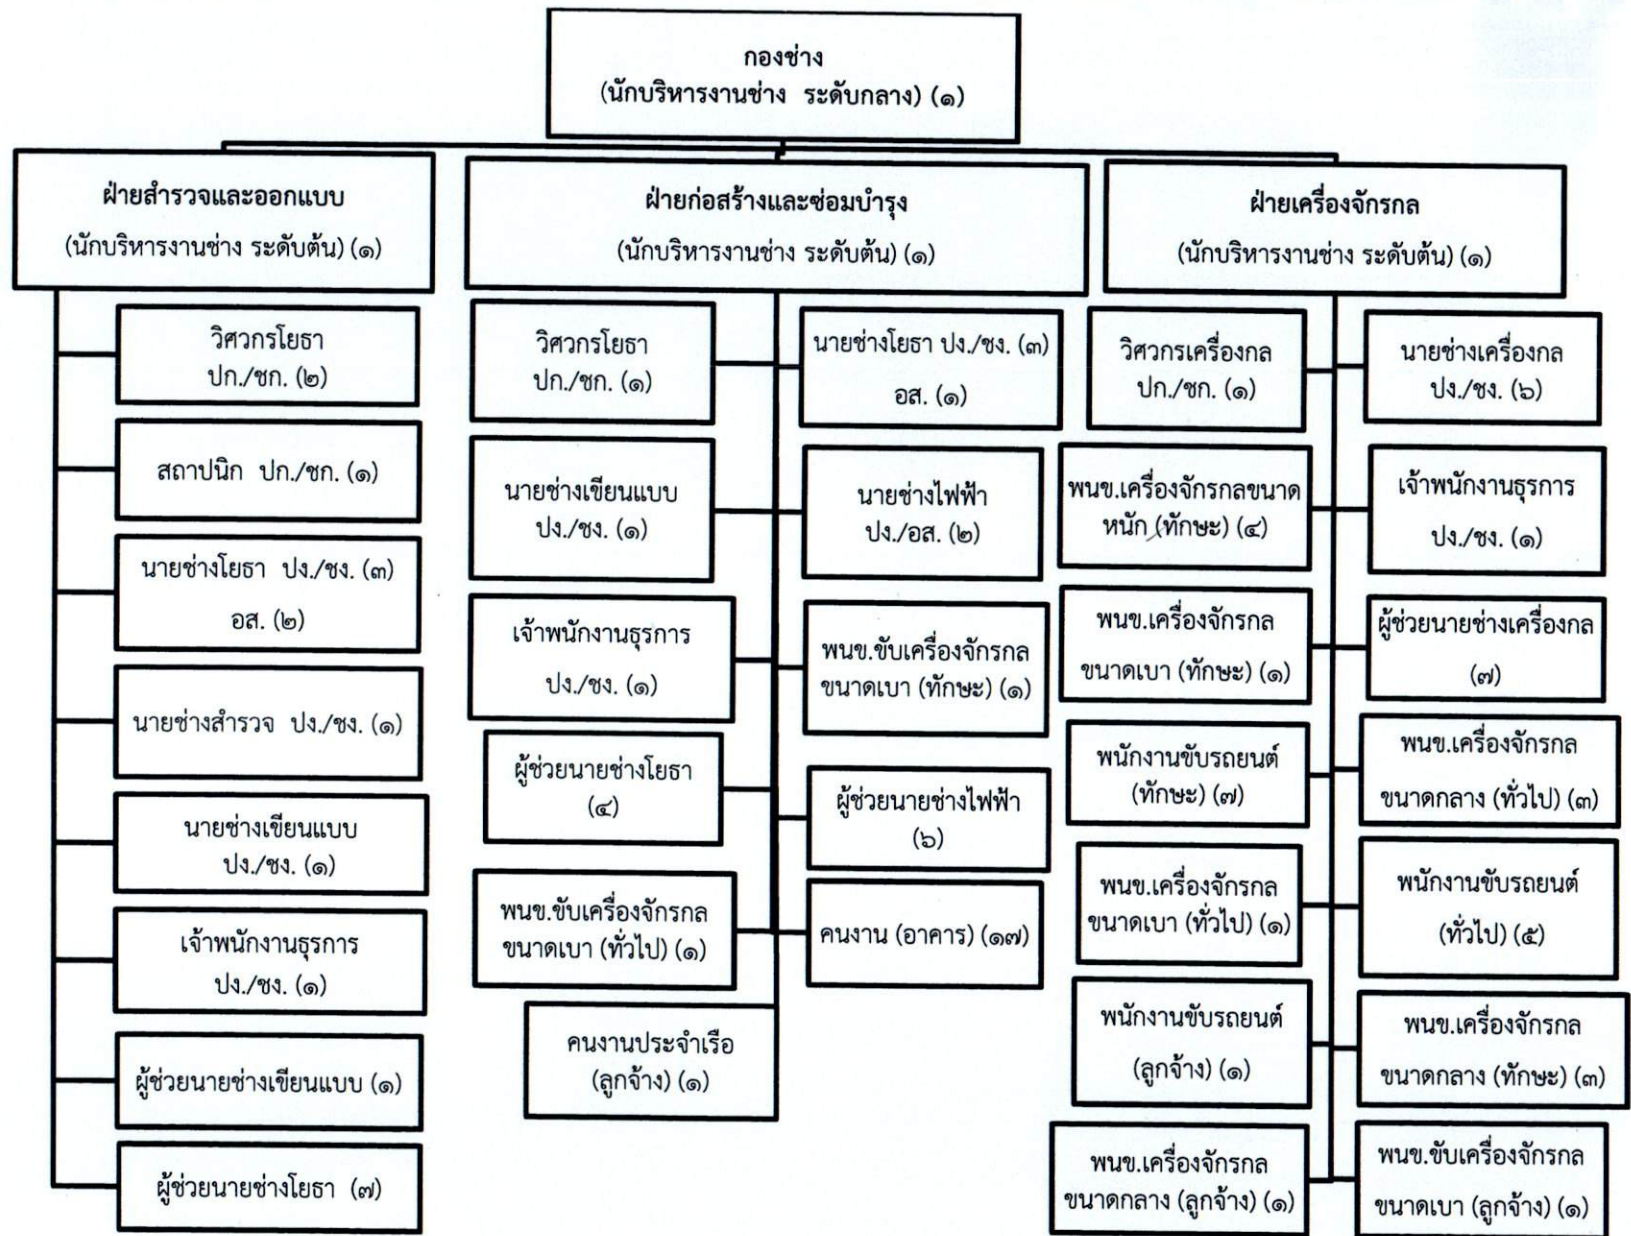 กองช่าง
(นักบริหารงานช่าง ระดับกลาง) (๑)
ฝ่ายสำรวจและออกแบบ
(นักบริหารงานช่าง ระดับต้น) (๑)
วิศวกรโยธา
ปก./ชก. (๒)
สถาปนิก ปก./ชก. (๑)
นายช่างโยธา ปง./ชง. (๓)
อส. (๒)
นายช่างสำรวจ ปง./ชง. (๑)
นายช่างเขียนแบบ
ปง./ชง. (๑)
เจ้าพนักงานธุรการ
ปง./ชง. (๑)
ผู้ช่วยนายช่างเขียนแบบ (๑)
ผู้ช่วยนายช่างโยธา (๗)
ฝ่ายก่อสร้างและซ่อมบำรุง
(นักบริหารงานช่าง ระดับต้น) (๑)
วิศวกรโยธา
ปก./ชก. (๑)
นายช่างโยธา ปง./ชง. (๓)
อส. (๑)
นายช่างเขียนแบบ
ปง./ชง. (๑)
นายช่างไฟฟ้า
ปง./อส. (๒)
เจ้าพนักงานธุรการ
ปง./ชง. (๑)
พนข.ขับเครื่องจักรกล
ขนาดเบา (ทักษะ) (๑)
ผู้ช่วยนายช่างโยธา
(๔)
ผู้ช่วยนายช่างไฟฟ้า
(๖)
พนข.ขับเครื่องจักรกล
ขนาดเบา (ทั่วไป) (๑)
คนงาน (อาคาร) (๑๗)
คนงานประจำเรือ
(ลูกจ้าง) (๑)
ฝ่ายเครื่องจักรกล
(นักบริหารงานช่าง ระดับต้น) (๑)
วิศวกรเครื่องกล
ปก./ชก. (๑)
นายช่างเครื่องกล
ปง./ชง. (๖)
พนข.เครื่องจักรกลขนาด
หนัก (ทักษะ) (๔)
เจ้าพนักงานธุรการ
ปง./ชง. (๑)
พนข.เครื่องจักรกล
ขนาดเบา (ทักษะ) (๑)
ผู้ช่วยนายช่างเครื่องกล
(๗)
พนักงานขับรถยนต์
(ทักษะ) (๗)
พนข.เครื่องจักรกล
ขนาดกลาง (ทั่วไป) (๓)
พนข.เครื่องจักรกล
ขนาดเบา (ทั่วไป) (๑)
พนักงานขับรถยนต์
(ทั่วไป) (๕)
พนักงานขับรถยนต์
(ลูกจ้าง) (๑)
พนข.เครื่องจักรกล
ขนาดกลาง (ทักษะ) (๓)
พนข.เครื่องจักรกล
ขนาดกลาง (ลูกจ้าง) (๑)
พนข.ขับเครื่องจักรกล
ขนาดเบา (ลูกจ้าง) (๑)